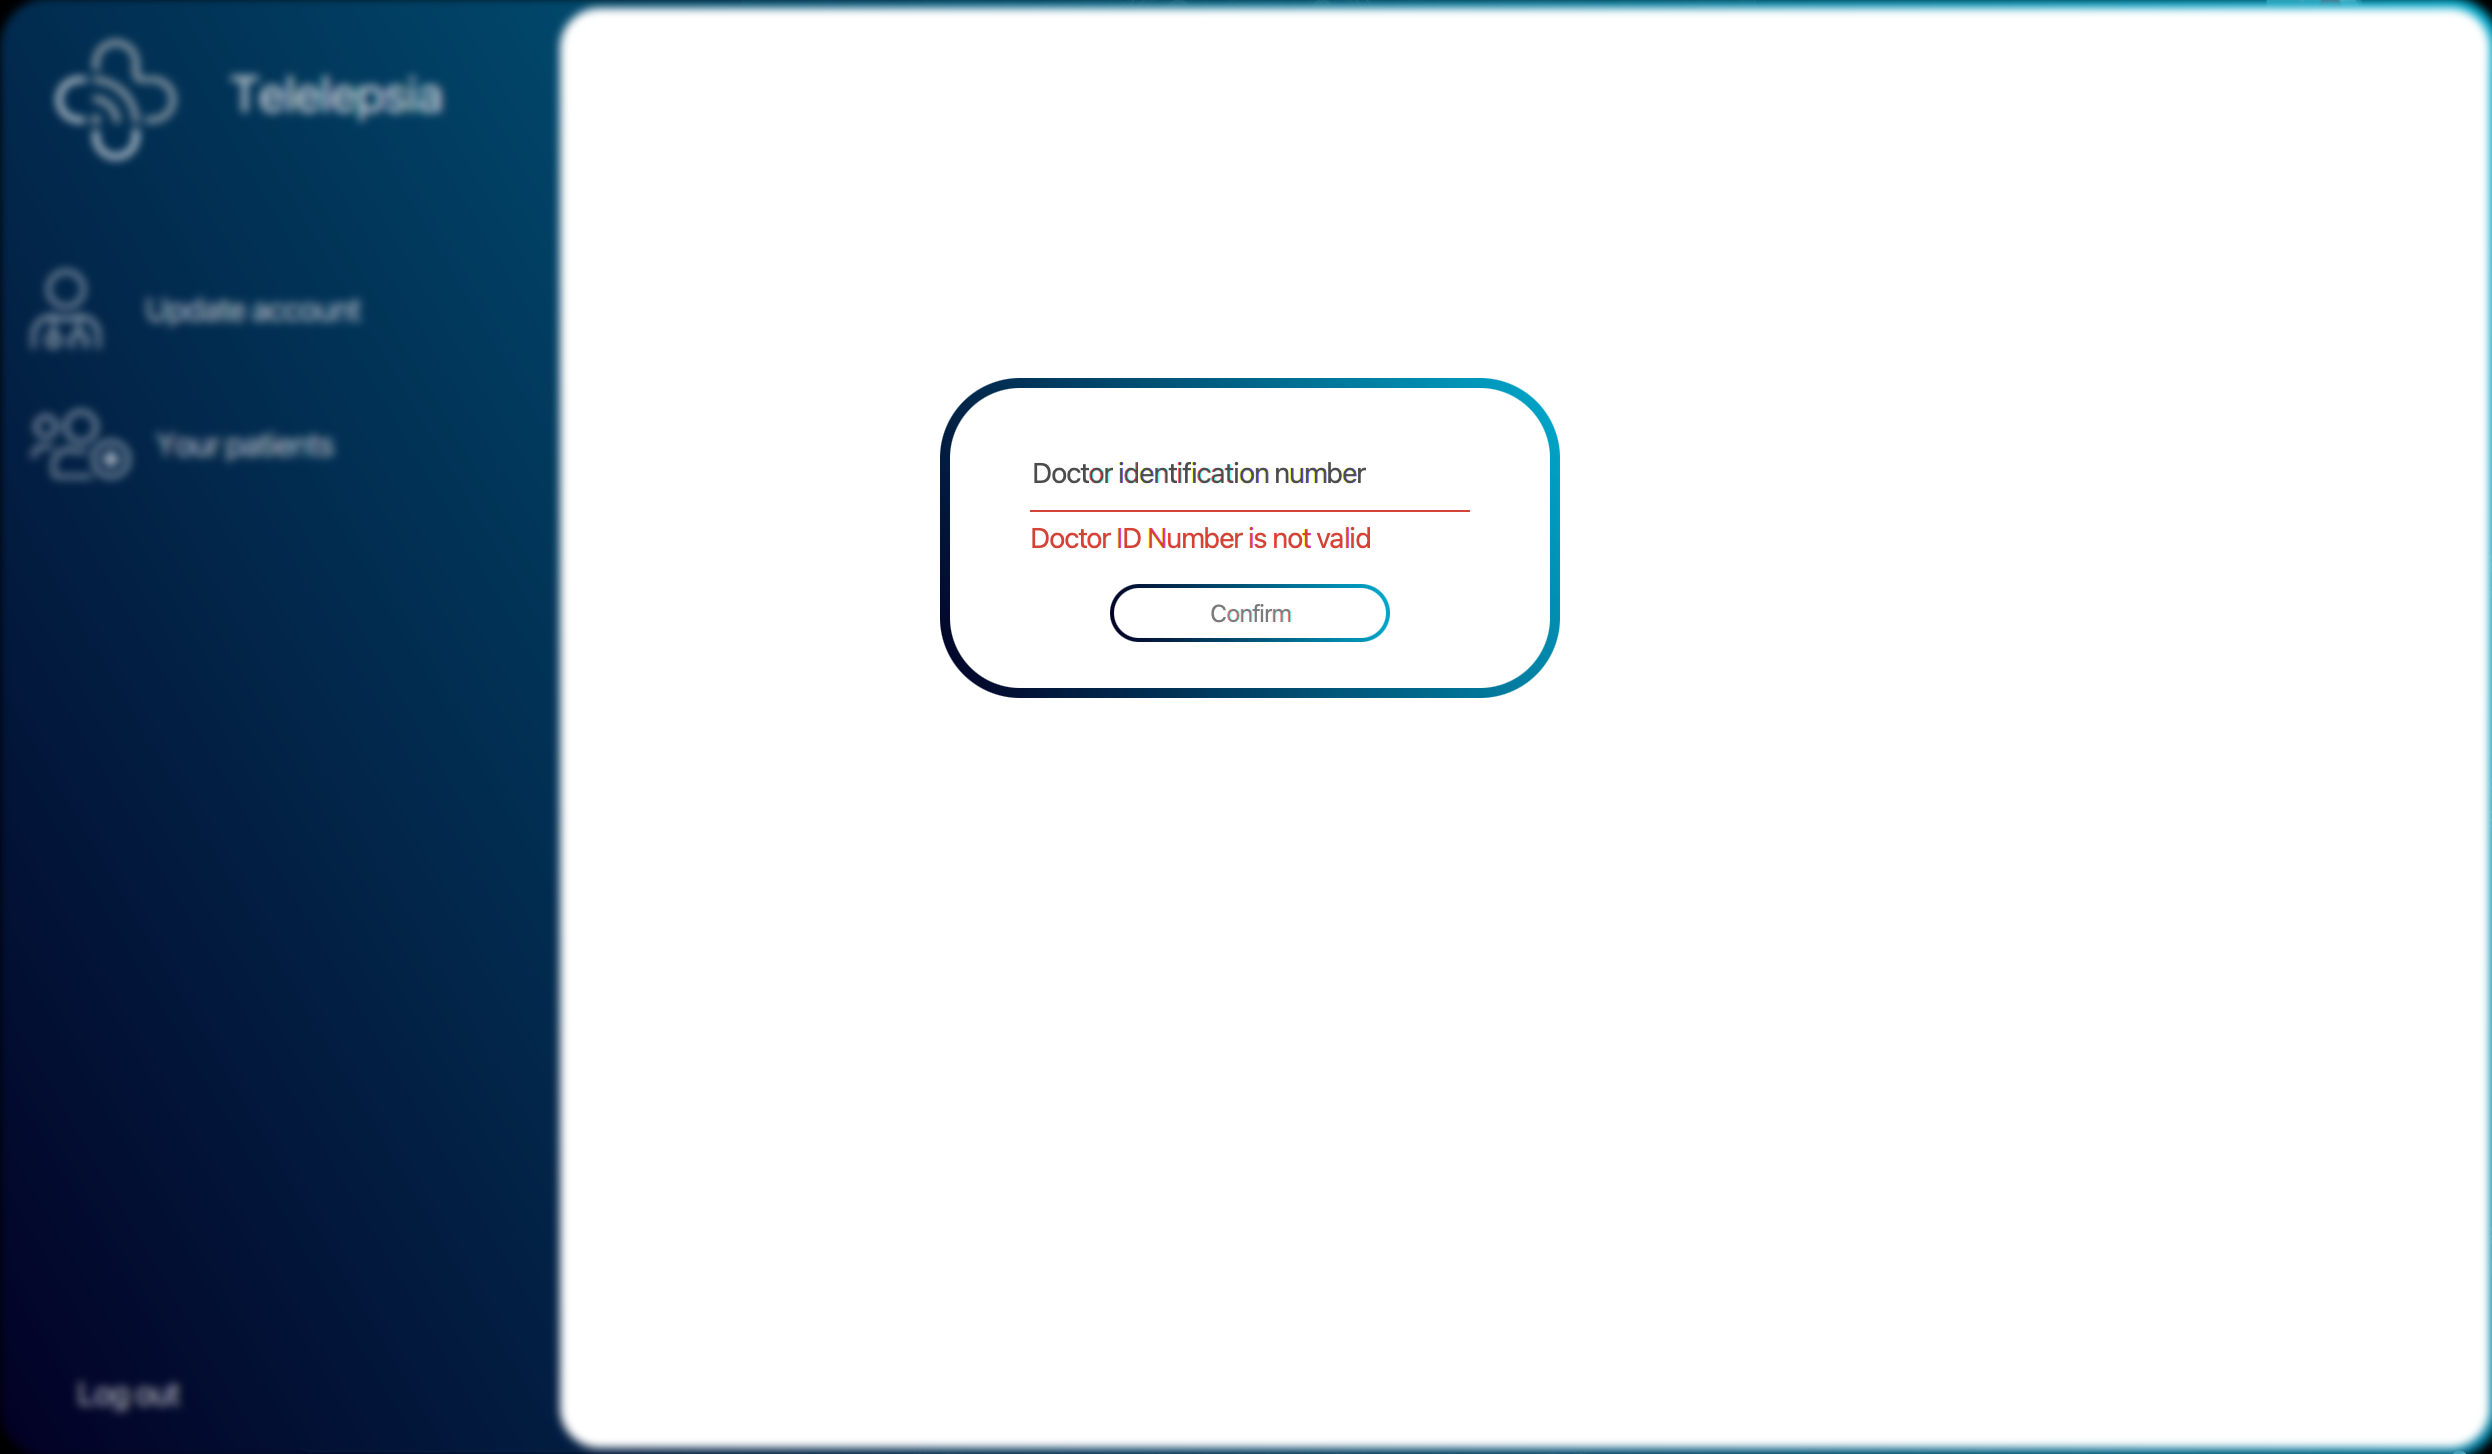 Telelepsia
Update account
Your patients
Doctor identification number
Doctor ID Number is not valid
Confirm
Log out